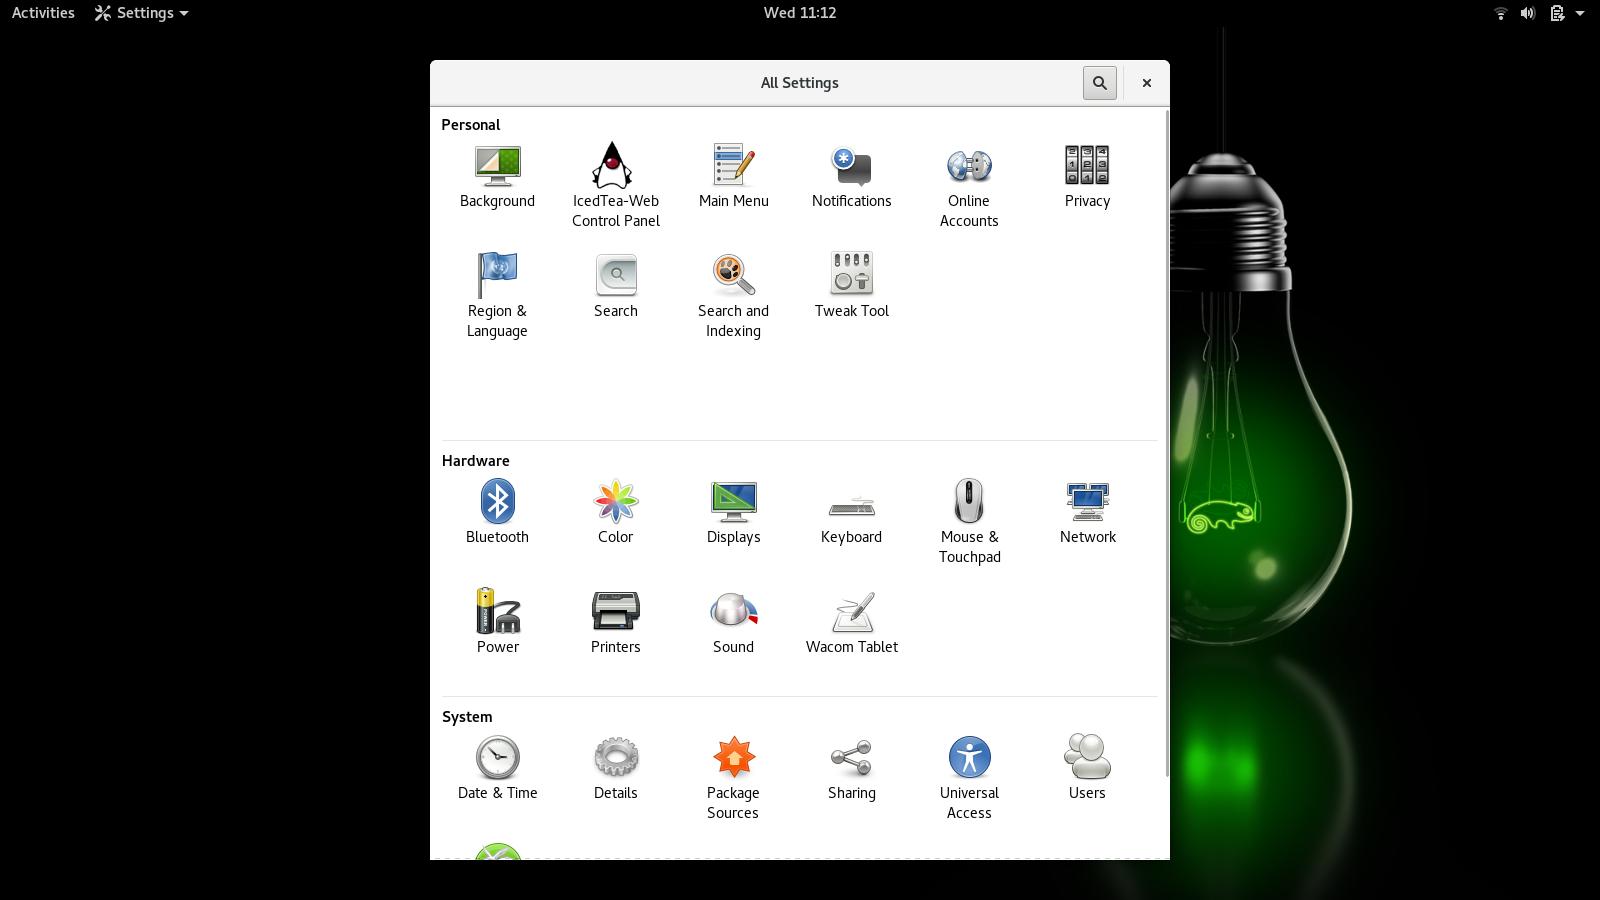 Activities Settings Wed 11:12
All Settings
Personal
Background IcedTea-Web Main Menu Notifications Online Privacy
Control Panel Accounts
Region & Search Search and Tweak Tool
Language Indexing
Hardware
Bluetooth Color Displays Keyboard Mouse & Network
Touchpad
Power Printers Sound Wacom Tablet
System
Date & Time Details Package Sharing Universal Users
Sources Access